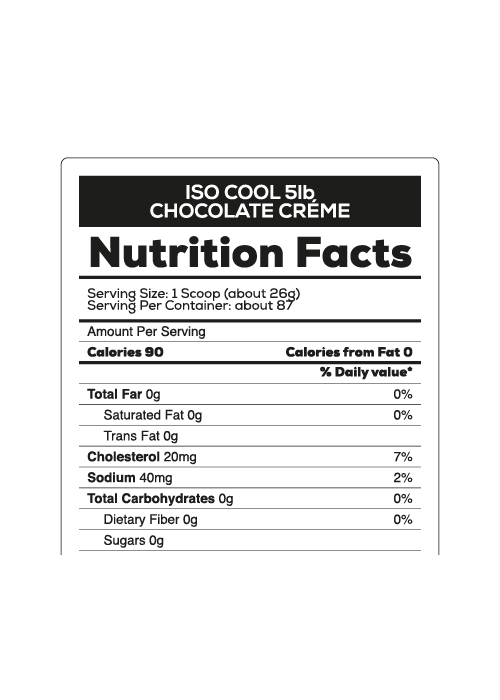 ISO COOL 5lb
CHOCOLATE CRÉME
Nutrition Facts
Serving Size: 1 Scoop (about 26g)
Serving Per Container: about 87
Amount Per Serving
Calories 90 Calories from Fat 0
% Daily value*
Total Far 0g 0%
Saturated Fat 0g 0%
Trans Fat 0g
Cholesterol 20mg 7%
Sodium 40mg 2%
Total Carbohydrates 0g 0%
Dietary Fiber 0g 0%
Sugars 0g